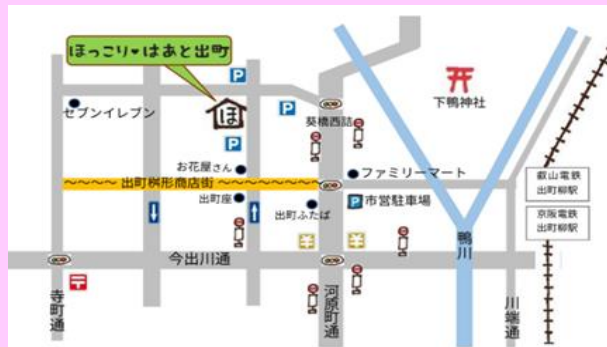 ほっこり♥はあと出町
P
セブンイレブン
ほ
P
葵橋西詰
下鴨神社
P
お花屋さん
ファミリーマート
叡山電鉄
出町柳駅
〜〜〜〜 出町桝形商店街 〜〜〜〜〜〜〜
出町座
出町ふたば
P 市営駐車場
京阪電鉄
出町柳駅
¥ ¥
鴨川
今出川通
〒
寺町通
河原町通
川端通